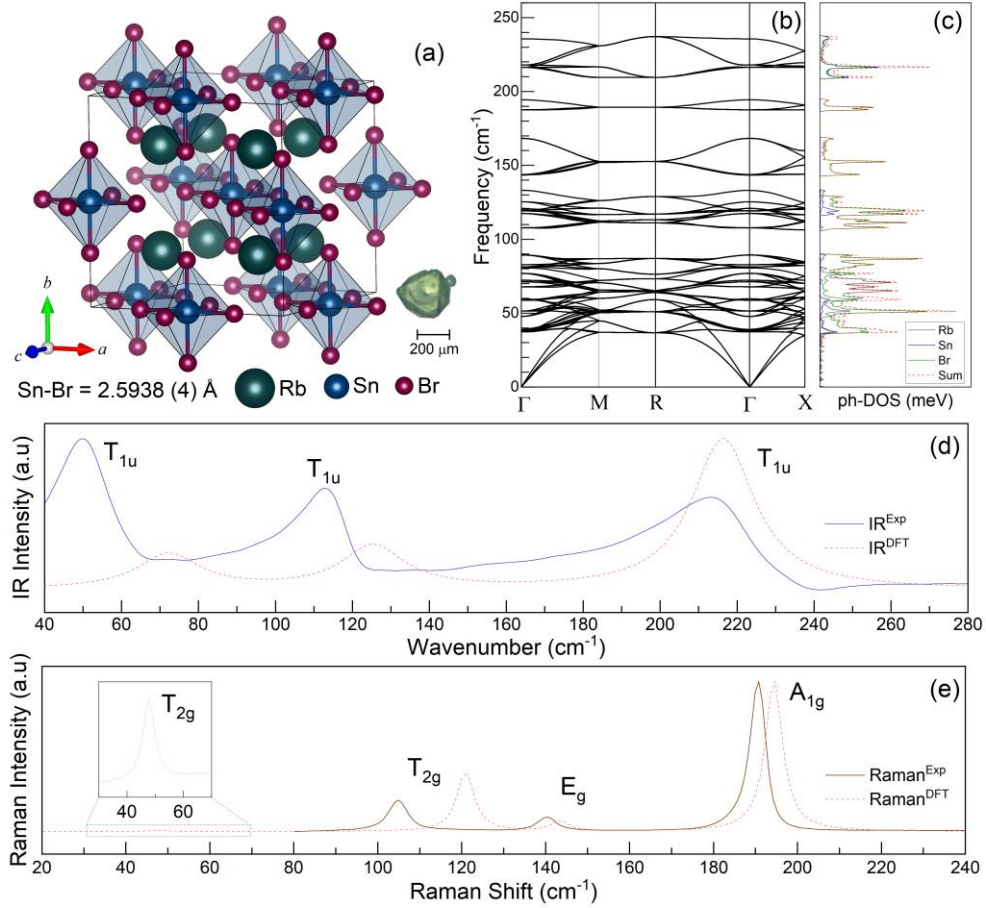 (a)
b
c
a
200 μm
Sn-Br = 2.5938 (4) Å
Rb
Sn
Br
(b)
Frequency (cm-1)
250
200
150
100
50
0
Γ M R Γ X
(c)
Rb
Sn
Br
Sum
ph-DOS (meV)
(d)
IR Intensity (a.u)
T1u
T1u
T1u
IRExp
IRDFT
40 60 80 100 120 140 160 180 200 220 240 260 280
Wavenumber (cm-1)
(e)
Raman Intensity (a.u)
T2g
40 60
T2g
Eg
A1g
RamanExp
RamanDFT
20 40 60 80 100 120 140 160 180 200 220 240
Raman Shift (cm-1)